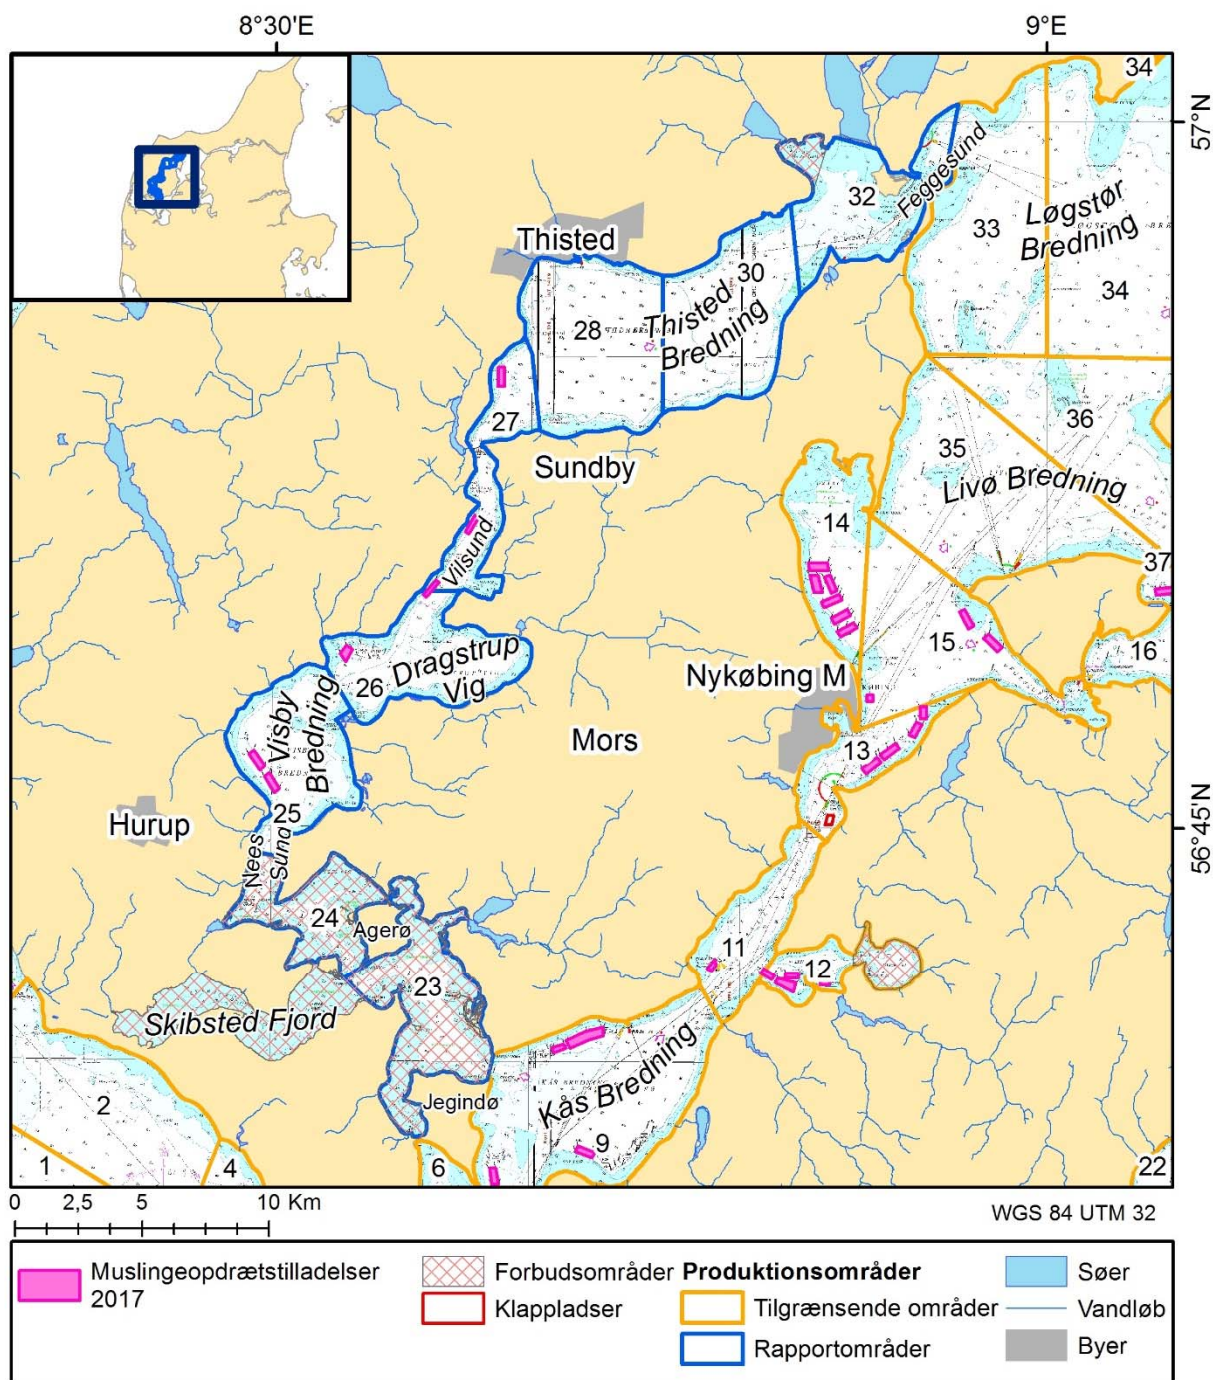 8°30'E
9°E
34
57°N
Feggesund
32
33
Løgstør
Bredning
Thisted
30
34
28
Thisted
Bredning
27
36
35
Sundby
Livø Bredning
14
Vilsund
37
15
16
Dragstrup
Vig
26
Nykøbing M
Visby
Bredning
Mors
13
25
Hurup
56°45'N
Nees
Sund
24
Agerø
11
12
23
Skibsted Fjord
Kås Bredning
Jegindø
2
9
1
4
6
22
0 2,5 5 10 Km
WGS 84 UTM 32
Muslingeopdrætstilladelser
2017
Forbudsområder
Klappladser
Produktionsområder
Tilgrænsende områder
Rapportområder
Søer
Vandløb
Byer